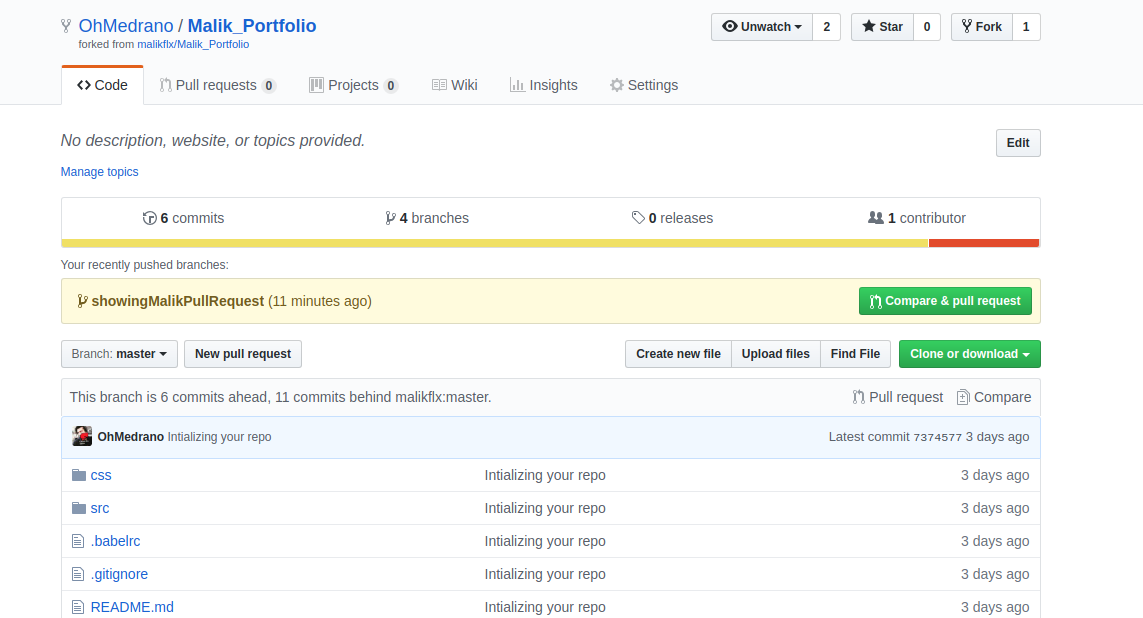 OhMedrano / Malik_Portfolio
Unwatch 2 Star 0 Fork 1
forked from malikflx/Malik_Portfolio
Code Pull requests 0 Projects 0 Wiki Insights Settings
No description, website, or topics provided. Edit
Manage topics
6 commits 4 branches 0 releases 1 contributor
Your recently pushed branches:
showingMalikPullRequest (11 minutes ago) Compare & pull request
Branch: master New pull request Create new file Upload files Find File Clone or download
This branch is 6 commits ahead, 11 commits behind malikflx:master. Pull request Compare
OhMedrano Intializing your repo Latest commit 7374577 3 days ago
css Intializing your repo 3 days ago
src Intializing your repo 3 days ago
.babelrc Intializing your repo 3 days ago
.gitignore Intializing your repo 3 days ago
README.md Intializing your repo 3 days ago